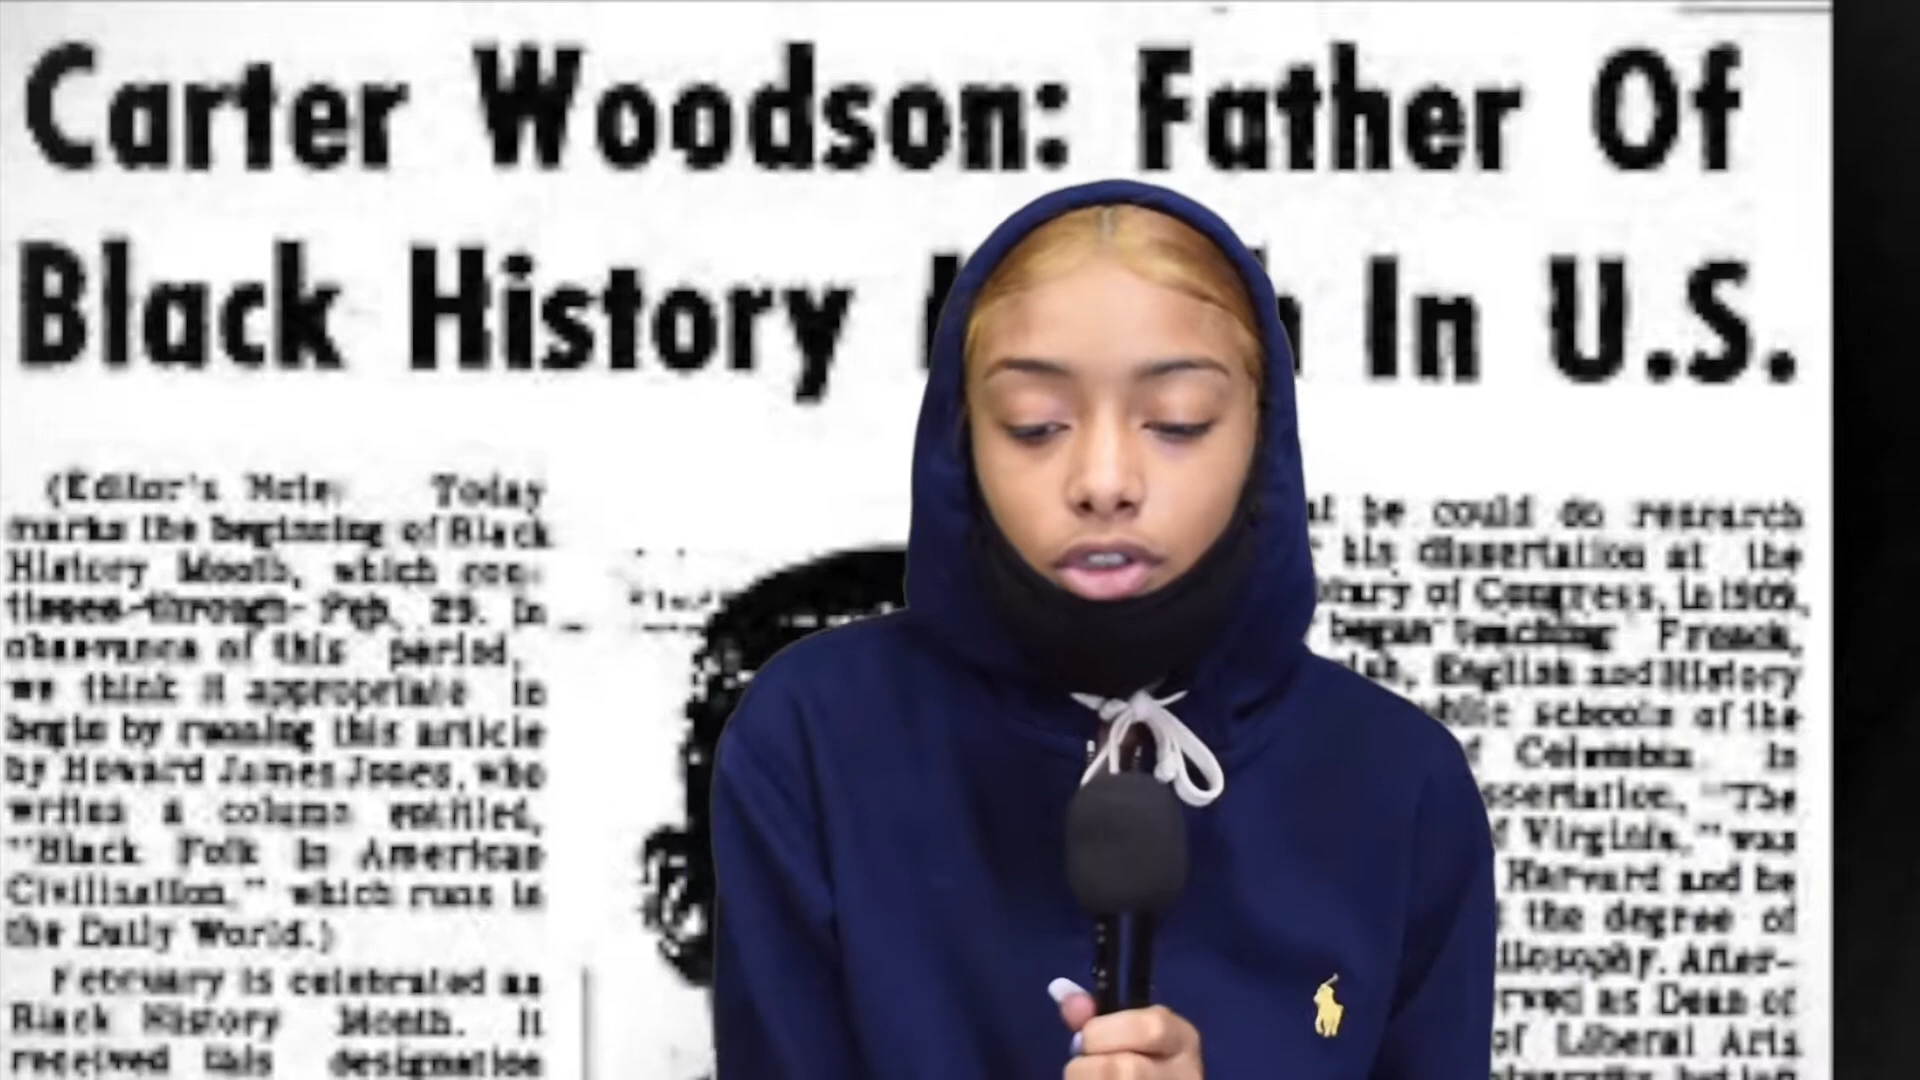 Carter Woodson: Father Of
Black History In U.S.
(Editor's Note: Today
marks the beginning of Black
History Month, which con-
tinues through Feb. 29. In
observance of this period,
we think it appropriate to
begin by running this article
by Howard James Jones, who
writes a column entitled,
"Black Folk in American
Civilization," which runs in
the Daily World.)
February is celebrated as
Black History Month. It
received this designation
he could do research
his dissertation at the
of Congress. In 1909,
began teaching French,
English and History
schools of the
Columbia. In
"The
Virginia," was
Harvard and he
the degree of
After-
as Dean of
of Liberal Arts